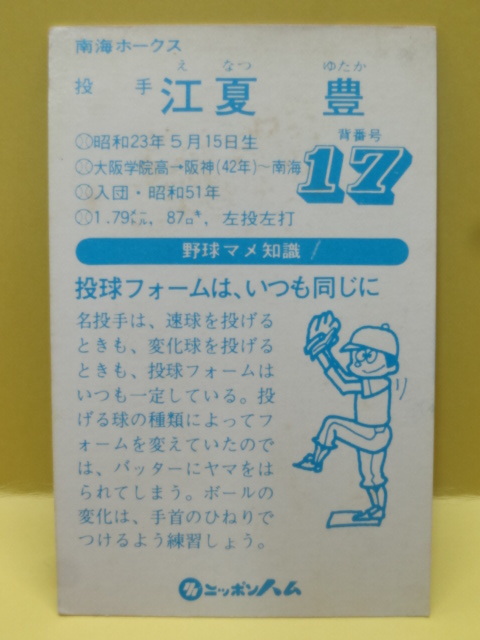 南海ホークス
え なつ ゆたか
投手 江夏 豊
背番号
17
昭和23年5月15日生
大阪学院高→阪神(42年)〜南海
入団・昭和51年
1.79メートル, 87キロ, 左投左打
野球マメ知識
投球フォームは、いつも同じに
名投手は、速球を投げる
ときも、変化球を投げる
ときも、投球フォームは
いつも一定している。投
げる球の種類によってフ
ォームを変えていたので
は、バッターにヤマをは
られてしまう。ボールの
変化は、手首のひねりで
つけるよう練習しょう。
ニッポンハム